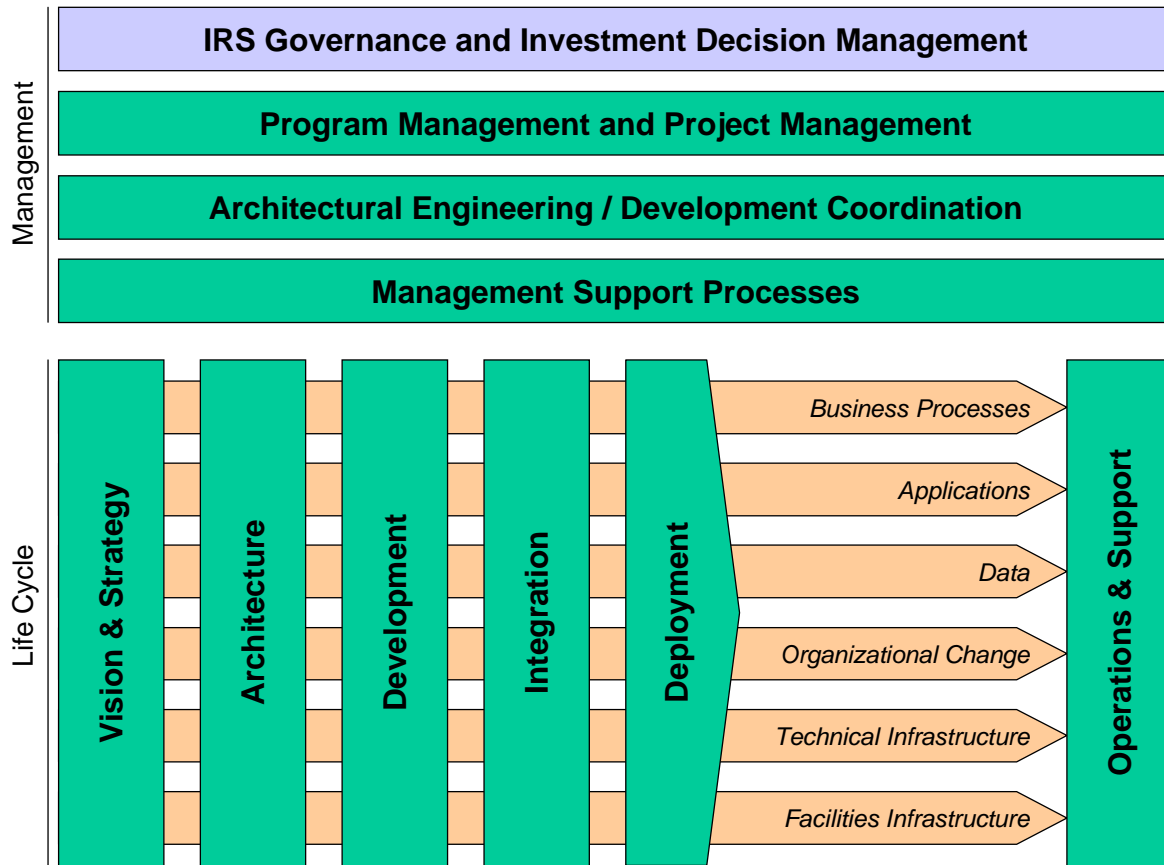 Management
IRS Governance and Investment Decision Management
Program Management and Project Management
Architectural Engineering / Development Coordination
Management Support Processes
Life Cycle
Vision & Strategy
Architecture
Development
Integration
Deployment
Business Processes
Applications
Data
Organizational Change
Technical Infrastructure
Facilities Infrastructure
Operations & Support